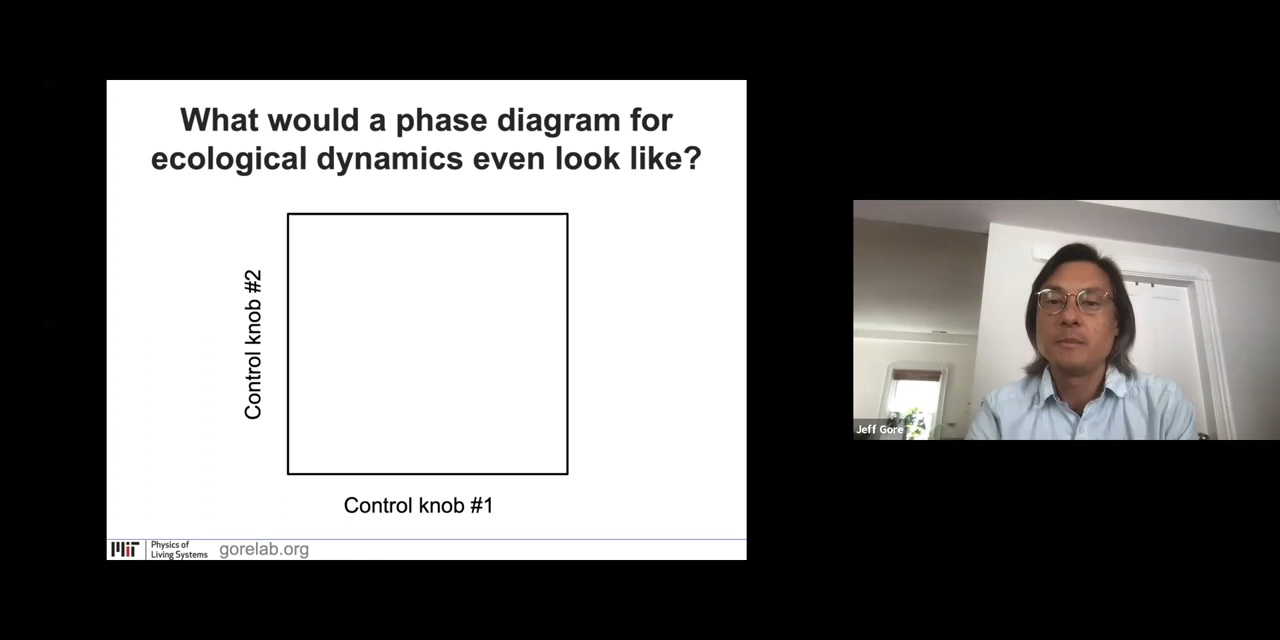 What would a phase diagram for
ecological dynamics even look like?
Control knob #2
Control knob #1
MIT
Physics of
Living Systems
gorelab.org
Jeff Gore